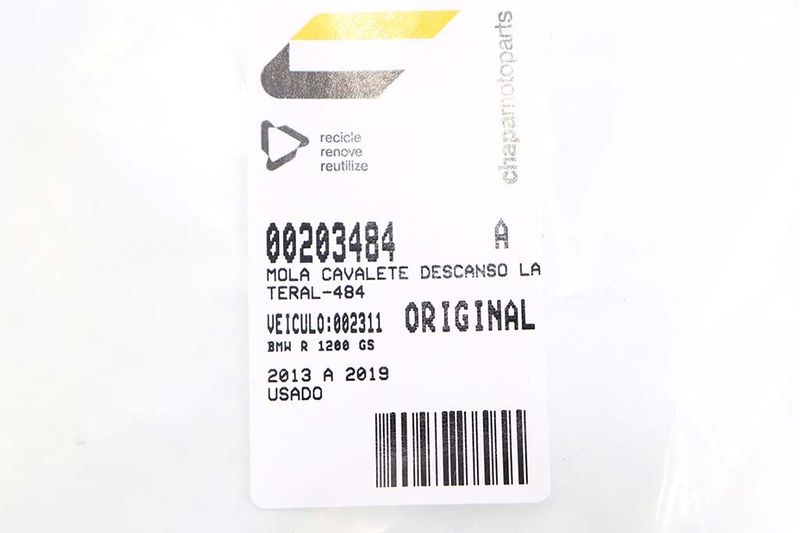 chapamotoparts
recicle
renove
reutilize
00203484 A
MOLA CAVALETE DESCANSO LA
TERAL-484
VEICULO:002311 ORIGINAL
BMW R 1200 GS
2013 A 2019
USADO